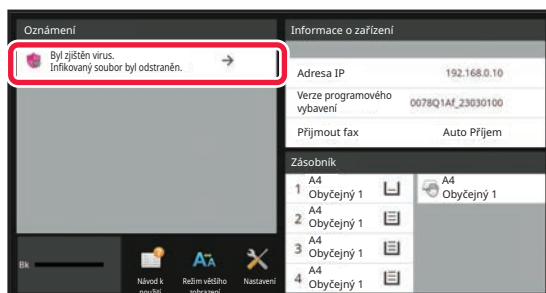 Oznámení
Byl zjištěn virus.
Infikovaný soubor byl odstraněn.
Informace o zařízení
Adresa IP 192.168.0.10
Verze programového
vybavení
0078Q1Af_23030100
Přijmout fax Auto Příjem
Zásobník
1 A4
Obyčejný 1
A4
Obyčejný 1
2 A4
Obyčejný 1
3 A4
Obyčejný 1
4 A4
Obyčejný 1
Bk
Návod k
použití
Režim většího
zobrazení
Nastavení